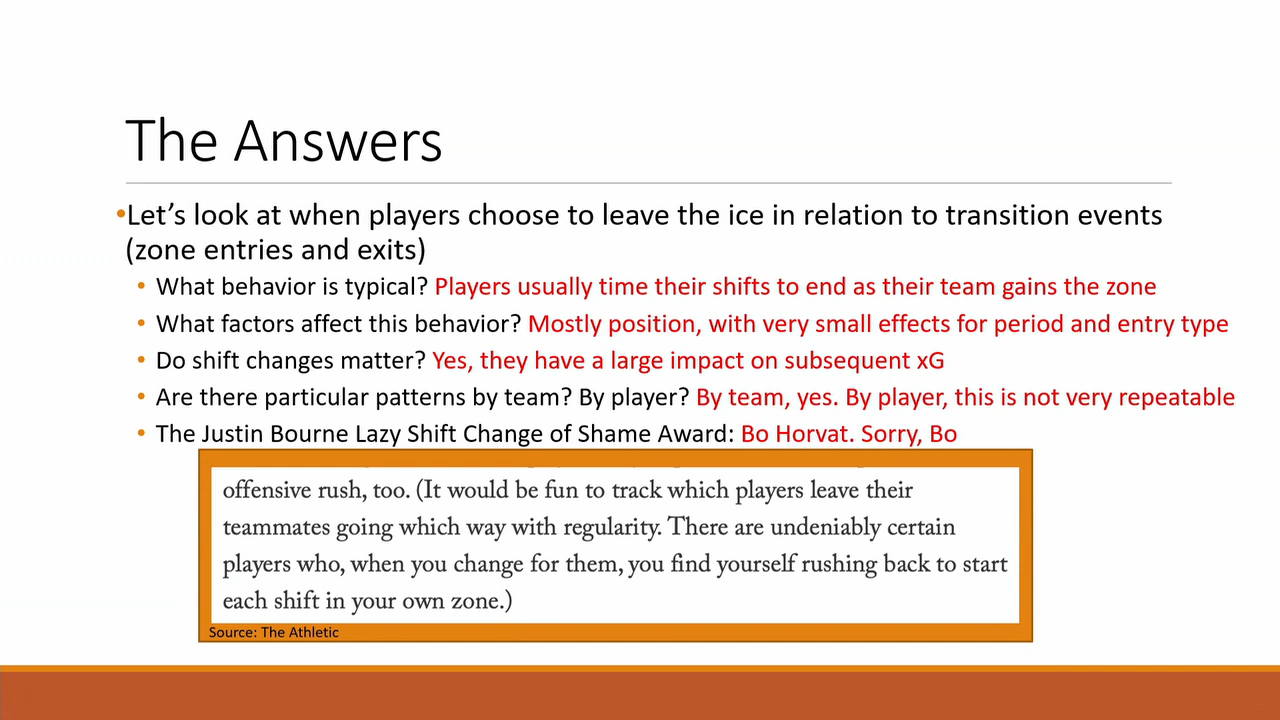 The Answers
•Let’s look at when players choose to leave the ice in relation to transition events
(zone entries and exits)
• What behavior is typical? Players usually time their shifts to end as their team gains the zone
• What factors affect this behavior? Mostly position, with very small effects for period and entry type
• Do shift changes matter? Yes, they have a large impact on subsequent xG
• Are there particular patterns by team? By player? By team, yes. By player, this is not very repeatable
• The Justin Bourne Lazy Shift Change of Shame Award: Bo Horvat. Sorry, Bo
offensive rush, too. (It would be fun to track which players leave their
teammates going which way with regularity. There are undeniably certain
players who, when you change for them, you find yourself rushing back to start
each shift in your own zone.)
Source: The Athletic